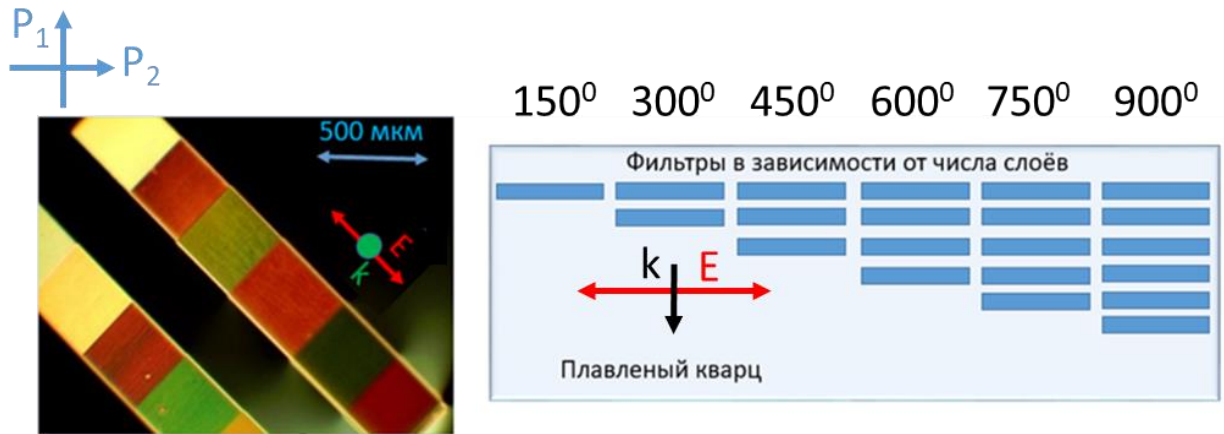 P₁
P₂
500 мкм
E
k
150⁰ 300⁰ 450⁰ 600⁰ 750⁰ 900⁰
Фильтры в зависимости от числа слоёв
k E
Плавленый кварц